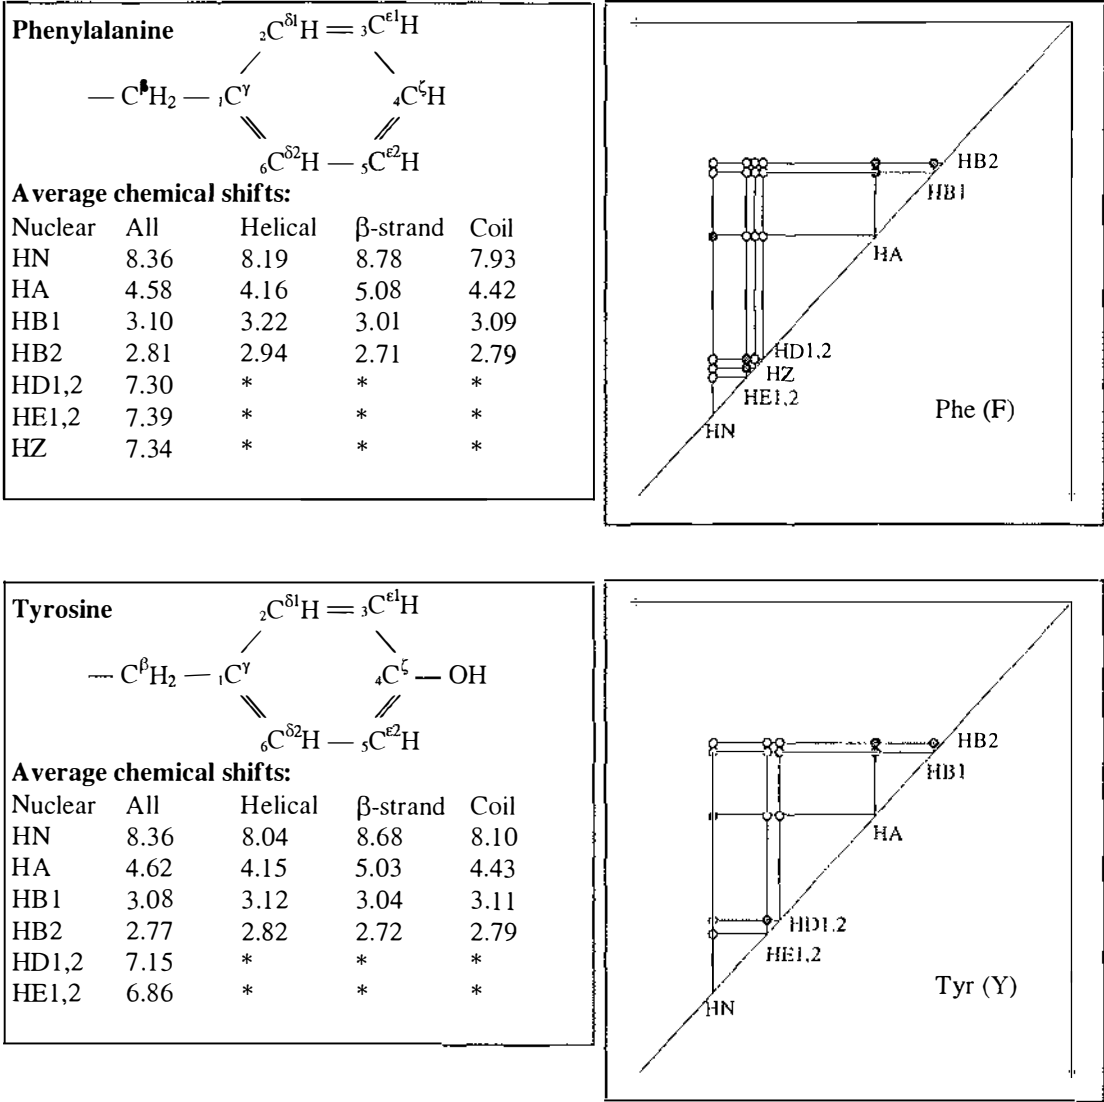 Phenylalanine
₂C^δ1H = ₃C^ε1H
— C^βH₂ — ₁C^γ ₄C^ζH
₆C^δ2H — ₅C^ε2H
Average chemical shifts:
Nuclear All Helical β-strand Coil
HN 8.36 8.19 8.78 7.93
HA 4.58 4.16 5.08 4.42
HB1 3.10 3.22 3.01 3.09
HB2 2.81 2.94 2.71 2.79
HD1,2 7.30 * * *
HE1,2 7.39 * * *
HZ 7.34 * * *
HB2
HB1
HA
HD1,2
HZ
HE1,2
HN
Phe (F)
Tyrosine
₂C^δ1H = ₃C^ε1H
— C^βH₂ — ₁C^γ ₄C^ζ — OH
₆C^δ2H — ₅C^ε2H
Average chemical shifts:
Nuclear All Helical β-strand Coil
HN 8.36 8.04 8.68 8.10
HA 4.62 4.15 5.03 4.43
HB1 3.08 3.12 3.04 3.11
HB2 2.77 2.82 2.72 2.79
HD1,2 7.15 * * *
HE1,2 6.86 * * *
HB2
HB1
HA
HD1,2
HE1,2
HN
Tyr (Y)